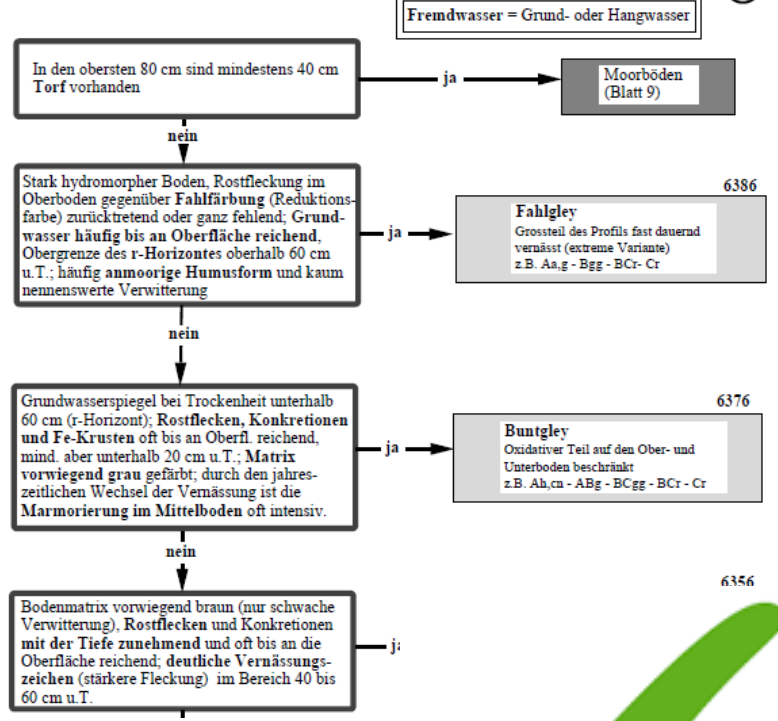 Fremdwasser = Grund- oder Hangwasser
In den obersten 80 cm sind mindestens 40 cm
Torf vorhanden
ja
Moorböden
(Blatt 9)
nein
Stark hydromorpher Boden, Rostfleckung im
Oberboden gegenüber Fahlfärbung (Reduktions-
farbe) zurücktretend oder ganz fehlend; Grund-
wasser häufig bis an Oberfläche reichend,
Obergrenze des r-Horizontes oberhalb 60 cm
u.T.; häufig anmoorige Humusform und kaum
nennenswerte Verwitterung
ja
6386
Fahlgley
Grossteil des Profils fast dauernd
vernässt (extreme Variante)
z.B. Aa,g - Bgg - BCr- Cr
nein
Grundwasserspiegel bei Trockenheit unterhalb
60 cm (r-Horizont); Rostflecken, Konkretionen
und Fe-Krusten oft bis an Oberfl. reichend,
mind. aber unterhalb 20 cm u.T.; Matrix
vorwiegend grau gefärbt; durch den jahres-
zeitlichen Wechsel der Vernässung ist die
Marmorierung im Mittelboden oft intensiv.
ja
6376
Buntgley
Oxidativer Teil auf den Ober- und
Unterboden beschränkt
z.B. Ah,cn - ABg - BCgg - BCr - Cr
nein
6356
Bodenmatrix vorwiegend braun (nur schwache
Verwitterung), Rostflecken und Konkretionen
mit der Tiefe zunehmend und oft bis an die
Oberfläche reichend; deutliche Vernässungs-
zeichen (stärkere Fleckung) im Bereich 40 bis
60 cm u.T.